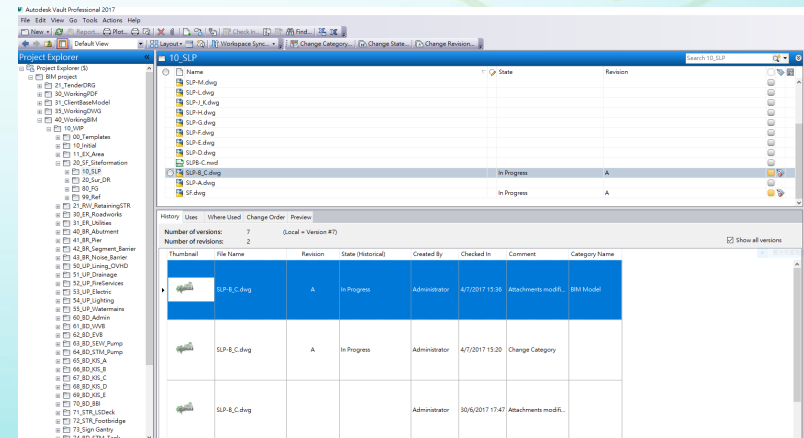 Autodesk Vault Professional 2017
File Edit View Go Tools Actions Help
New Report... Plot... Check In... Find...
Default View Layout Workspace Sync... Change Category... Change State... Change Revision...
Project Explorer
Project Explorer ($)
BIM project
21_TenderORG
30_WorkingPDF
31_ClientBaseModel
35_WorkingDWG
40_WorkingBIM
10_WIP
00_Templates
10_Initial
11_EX_Area
20_SF_Siteformation
10_SLP
20_Sur_DR
80_FG
99_Ref
21_RW_RetainingSTR
30_ER_Roadworks
31_ER_Utilities
40_BR_Abutment
41_BR_Pier
42_BR_Segment_Barrier
43_BR_Noise_Barrier
50_UP_Lining_OVHD
51_UP_Drainage
52_UP_FireServices
53_UP_Electric
54_UP_Lighting
55_UP_Watermains
60_BD_Admin
61_BD_WVB
62_BD_EVB
63_BD_SEW_Pump
64_BD_STM_Pump
65_BD_KIS_A
66_BD_KIS_B
67_BD_KIS_C
68_BD_KIS_D
69_BD_KIS_E
70_BD_BBI
71_STR_LSDeck
72_STR_Footbridge
73_Sign Gantry
74_BD_STM_Tank
10_SLP Search 10_SLP
Name State Revision
SLP-M.dwg
SLP-L.dwg
SLP-J_K.dwg
SLP-H.dwg
SLP-G.dwg
SLP-F.dwg
SLP-E.dwg
SLP-D.dwg
SLPB-C.nwd
SLP-B_C.dwg In Progress A
SLP-A.dwg
SF.dwg In Progress A
History Uses Where Used Change Order Preview
Number of versions: 7 (Local = Version #7)
Number of revisions: 2
Show all versions
Thumbnail File Name Revision State (Historical) Created By Checked In Comment Category Name
SLP-B_C.dwg A In Progress Administrator 4/7/2017 15:36 Attachments modifi... BIM Model
SLP-B_C.dwg A In Progress Administrator 4/7/2017 15:20 Change Category
SLP-B_C.dwg Administrator 30/6/2017 17:47 Attachments modifi...